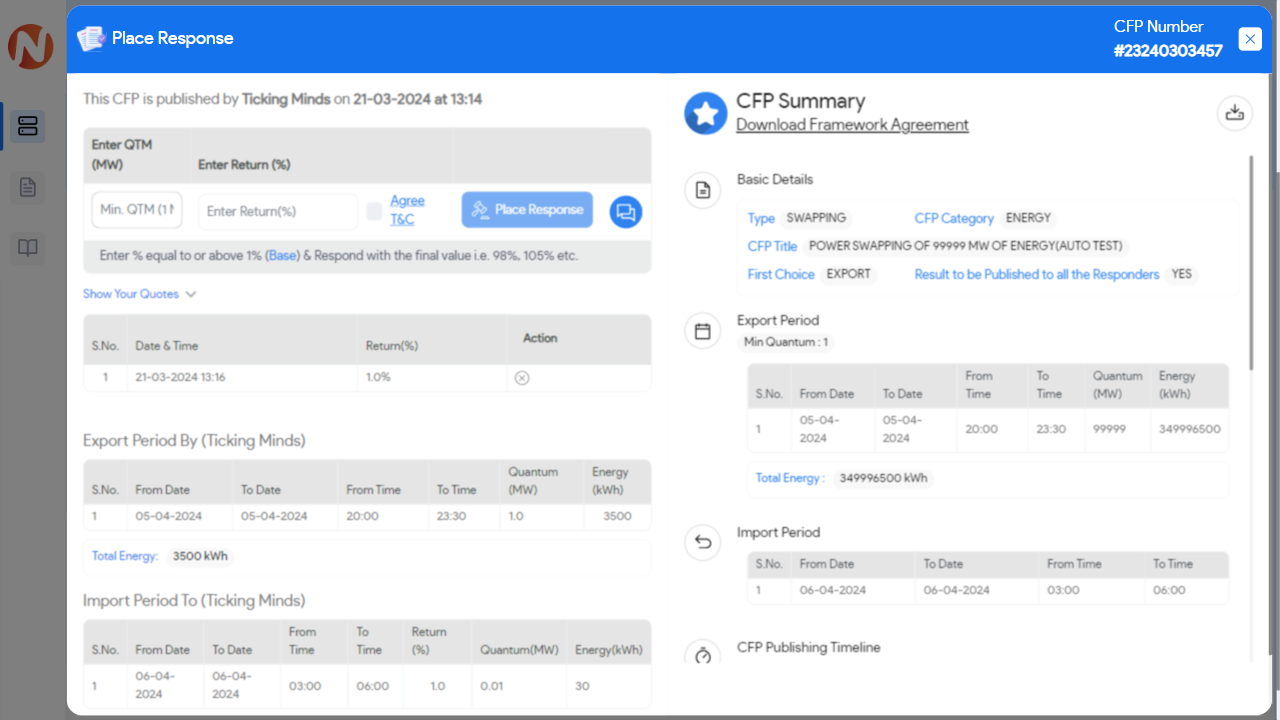 Place Response
CFP Number
#23240303457
This CFP is published by Ticking Minds on 21-03-2024 at 13:14
Enter QTM
(MW)
Enter Return (%)
Min. QTM (1 
Enter Return(%)
Agree
T&C
Place Response
Enter % equal to or above 1% (Base) & Respond with the final value i.e. 98%, 105% etc.
Show Your Quotes
S.No. Date & Time Return(%) Action
1 21-03-2024 13:16 1.0%
Export Period By (Ticking Minds)
Quantum Energy
S.No. From Date To Date From Time To Time (MW) (kWh)
1 05-04-2024 05-04-2024 20:00 23:30 1.0 3500
Total Energy: 3500 kWh
Import Period To (Ticking Minds)
From To Return
S.No. From Date To Date Time Time (%) Quantum(MW) Energy(kWh)
06-04- 06-04-
1 03:00 06:00 1.0 0.01 30
2024 2024
CFP Summary
Download Framework Agreement
Basic Details
Type SWAPPING CFP Category ENERGY
CFP Title POWER SWAPPING OF 99999 MW OF ENERGY(AUTO TEST)
First Choice EXPORT Result to be Published to all the Responders YES
Export Period
Min Quantum : 1
From To Quantum Energy
S.No. From Date To Date Time Time (MW) (kWh)
05-04- 05-04-
1 20:00 23:30 99999 349996500
2024 2024
Total Energy : 349996500 kWh
Import Period
S.No. From Date To Date From Time To Time
1 06-04-2024 06-04-2024 03:00 06:00
CFP Publishing Timeline